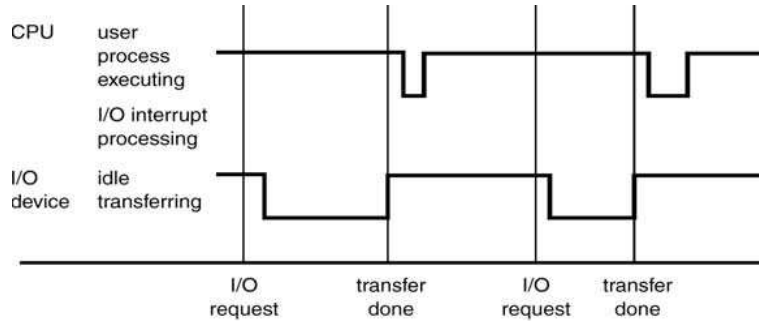 CPU user
process
executing
I/O interrupt
processing
I/O idle
device transferring
I/O transfer I/O transfer
request done request done